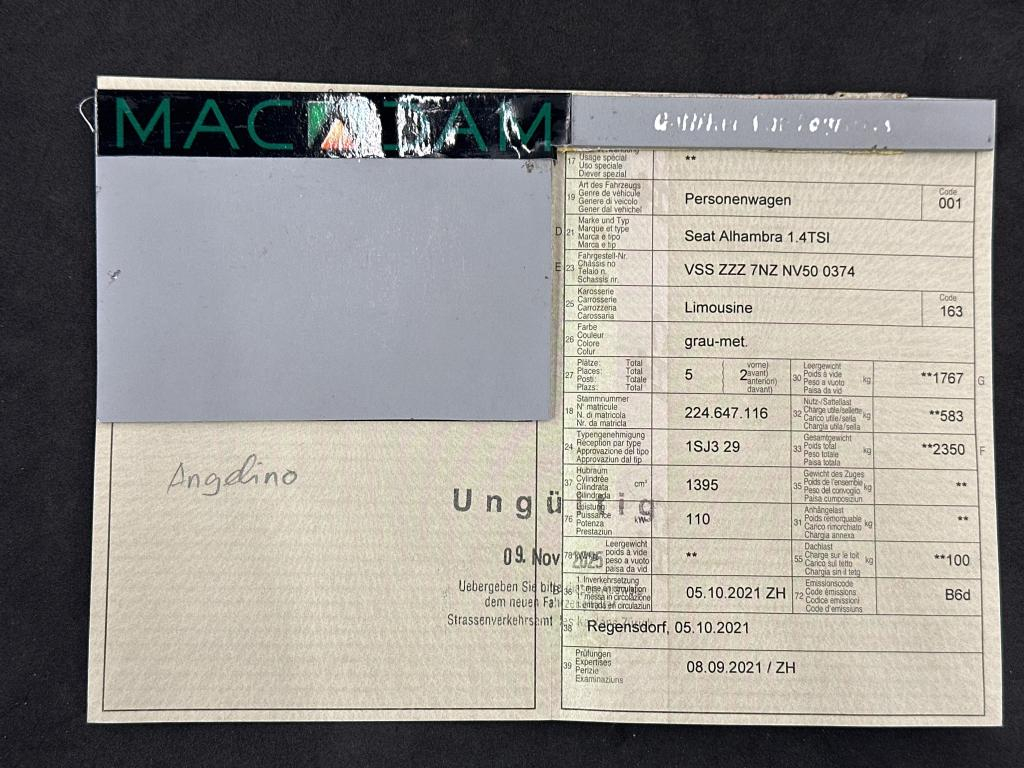 MAC ADAM
17 Usage spécial **
Uso speciale
Diever spezial
19 Art des Fahrzeugs Personenwagen Code 001
Genre de véhicule
Genere di veicolo
Gener dal vehichel
D 21 Marke und Typ Seat Alhambra 1.4TSI
Marque et type
Marca e tipo
Marca e tip
E 23 Fahrgestell-Nr. VSS ZZZ 7NZ NV50 0374
Châssis no
Telaio n.
Schassis nr.
25 Karosserie Limousine Code 163
Carrosserie
Carrozzeria
Carossaria
26 Farbe grau-met.
Couleur
Colore
Colur
27 Plätze: Total 5 2 vorne) 30 Leergewicht kg **1767 G
Places: Total avant) Poids à vide
Posti: Totale anteriori) Peso a vuoto
Plazs: Total davant) Paisa da vid
18 Stammnummer 224.647.116 32 Nutz-/Sattellast kg **583
N° matricule Charge utile/sellette
N. di matricola Carico utile/sella
Nr. da matricla Chargia utila/sella
24 Typengenehmigung 1SJ3 29 33 Gesamtgewicht kg **2350 F
Réception par type Poids total
Approvazione del tipo Peso totale
Approvaziun dal tip Paisa totala
37 Hubraum cm³ 1395 35 Gewicht des Zuges kg **
Cylindrée Poids de l'ensemble
Cilindrata Peso del convoglio
Cilindrada Paisa cumposiziun
76 Leistung kW 110 31 Anhängelast kg **
Puissance Poids remorquable
Potenza Carico rimorchiato
Prestaziun Chargia annexa
78 Leergewicht ** 55 Dachlast kg **100
poids à vide Charge sur le toit
peso a vuoto Carico sul tetto
paisa da vid Chargia sin il tetg
B 36 1. Inverkehrsetzung 05.10.2021 ZH 72 Emissionscode B6d
1re mise en circulation Code émissions
1a messa in circolazione Codice emissioni
1. entrada en circulaziun Code d'emissiuns
38 Regensdorf, 05.10.2021
39 Prüfungen 08.09.2021 / ZH
Expertises
Perizie
Examinaziuns
Angelino
Ungültig
09. Nov. 2025
Uebergeben Sie bitte
dem neuen
Strassenverkehrsamt des Kantons Zürich